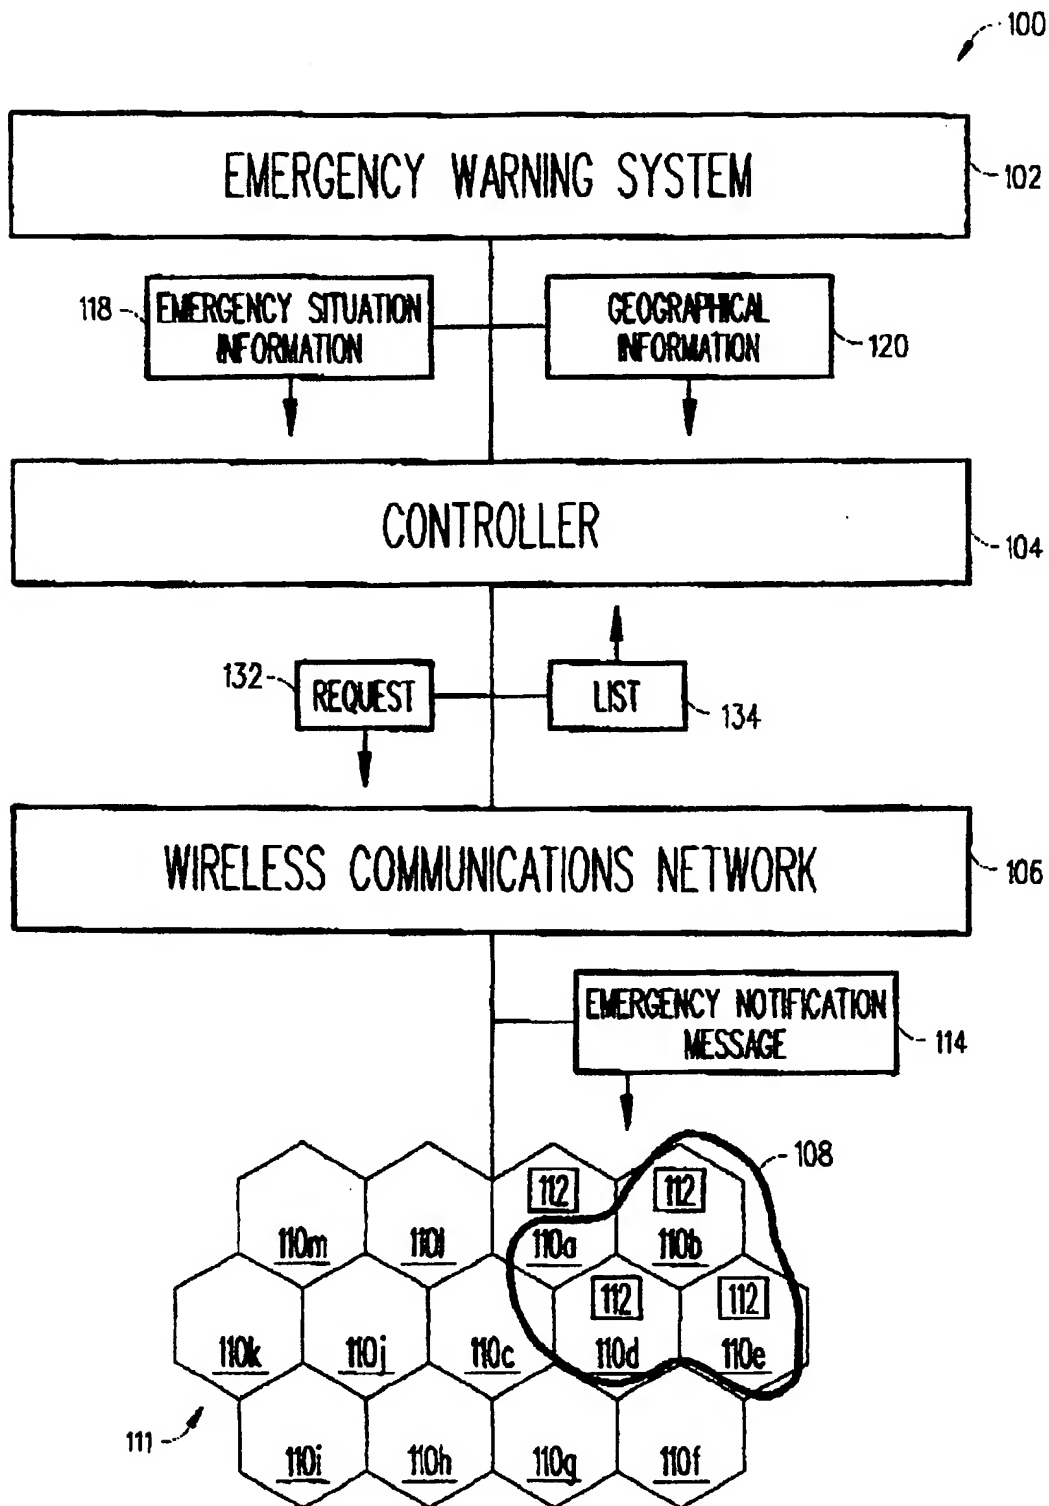 100
EMERGENCY WARNING SYSTEM
102
118
EMERGENCY SITUATION
INFORMATION
GEOGRAPHICAL
INFORMATION
120
CONTROLLER
104
132
REQUEST
LIST
134
WIRELESS COMMUNICATIONS NETWORK
106
EMERGENCY NOTIFICATION
MESSAGE
114
108
112
112
110m
110l
110a
110b
112
112
110k
110j
110c
110d
110e
111
110i
110h
110g
110f